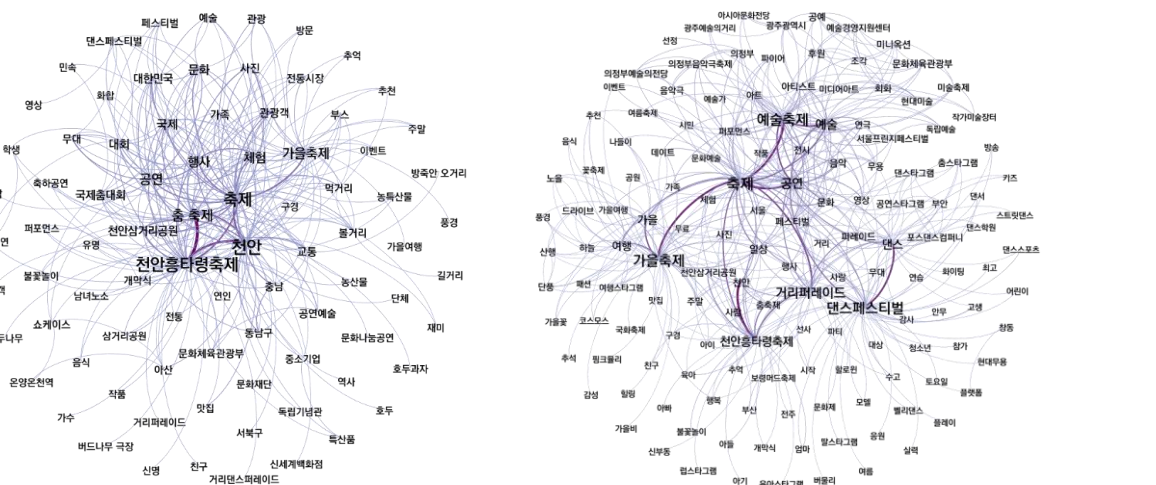 페스티벌
예술
관광
댄스페스티벌
방문
민속
대한민국
문화
사진
전통시장
추억
영상
화합
추천
국제
가족
관광객
부스
무대
대회
주말
학생
행사
체험
가을축제
이벤트
축하공연
공연
국제춤대회
먹거리
방죽안 오거리
농특산물
축제
구경
춤 축제
퍼포먼스
천안삼거리공원
볼거리
풍경
유명
천안
교통
가을여행
천안흥타령축제
불꽃놀이
개막식
충남
농산물
길거리
남녀노소
연인
단체
쇼케이스
전통
공연예술
재미
삼거리공원
동남구
문화나눔공연
음식
문화체육관광부
중소기업
호두과자
아산
온양온천역
문화재단
역사
작품
가수
맛집
독립기념관
호두
거리퍼레이드
서북구
특산품
버드나무 극장
신명
친구
신세계백화점
거리댄스퍼레이드
아시아문화전당
공예
광주예술의거리
광주광역시
예술경영지원센터
선정
의정부
파이어
후원
미니옥션
의정부음악극축제
조각
문화체육관광부
의정부예술의전당
이벤트
음악극
예술가
아트
아티스트
미디어아트
회화
미술축제
현대미술
추천
여름축제
시민
퍼포먼스
예술축제
예술
연극
작가미술장터
독립예술
서울프린지페스티벌
음식
나들이
데이트
문화예술
작품
전시
음악
무용
방송
춤스타그램
노을
꽃축제
공원
가족
축제
공연
댄스타그램
키즈
체험
문화
영상
공연스타그램
부안
댄서
풍경
드라이브
가을여행
가을
무료
서울
페스티벌
스트릿댄스
댄스학원
산행
하늘
여행
사진
일상
거리
퍼레이드
댄스
포스댄스컴퍼니
댄스스포츠
가을축제
천안삼거리공원
행사
사랑
무대
연습
화이팅
최고
단풍
패션
여행스타그램
천안
맛집
주말
춤축제
거리퍼레이드
댄스페스티벌
어린이
고생
가을꽃
코스모스
국화축제
구경
사람
감사
안무
창동
천안흥타령축제
선사
파티
아이
대상
청소년
참가
추석
핑크뮬리
친구
육아
추억
보령머드축제
시작
할로윈
수고
토요일
현대무용
플랫폼
감성
힐링
아빠
행복
부산
전주
문화제
모델
벨리댄스
플레이
가을비
불꽃놀이
신부동
아들
개막식
엄마
딸스타그램
응원
실력
럽스타그램
아기
육아스타그램
버물리
여름